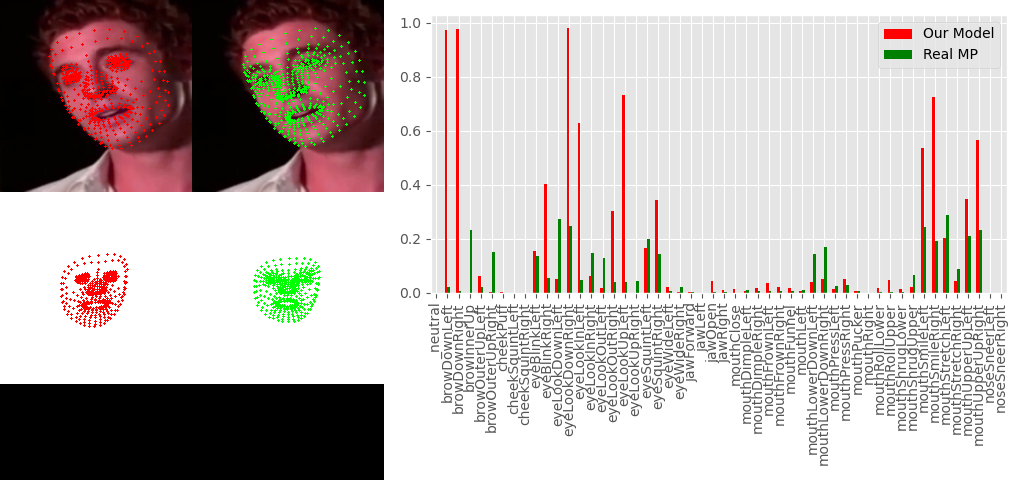 1.0
0.8
0.6
0.4
0.2
0.0
Our Model
Real MP
neutral
browDownLeft
browDownRight
browInnerUp
browOuterUpLeft
browOuterUpRight
cheekPuff
cheekSquintLeft
cheekSquintRight
eyeBlinkLeft
eyeBlinkRight
eyeLookDownLeft
eyeLookDownRight
eyeLookInLeft
eyeLookInRight
eyeLookOutLeft
eyeLookOutRight
eyeLookUpLeft
eyeLookUpRight
eyeSquintLeft
eyeSquintRight
eyeWideLeft
eyeWideRight
jawForward
jawLeft
jawOpen
jawRight
mouthClose
mouthDimpleLeft
mouthDimpleRight
mouthFrownLeft
mouthFrownRight
mouthFunnel
mouthLeft
mouthLowerDownLeft
mouthLowerDownRight
mouthPressLeft
mouthPressRight
mouthPucker
mouthRight
mouthRollLower
mouthRollUpper
mouthShrugLower
mouthShrugUpper
mouthSmileLeft
mouthSmileRight
mouthStretchLeft
mouthStretchRight
mouthUpperUpLeft
mouthUpperUpRight
noseSneerLeft
noseSneerRight